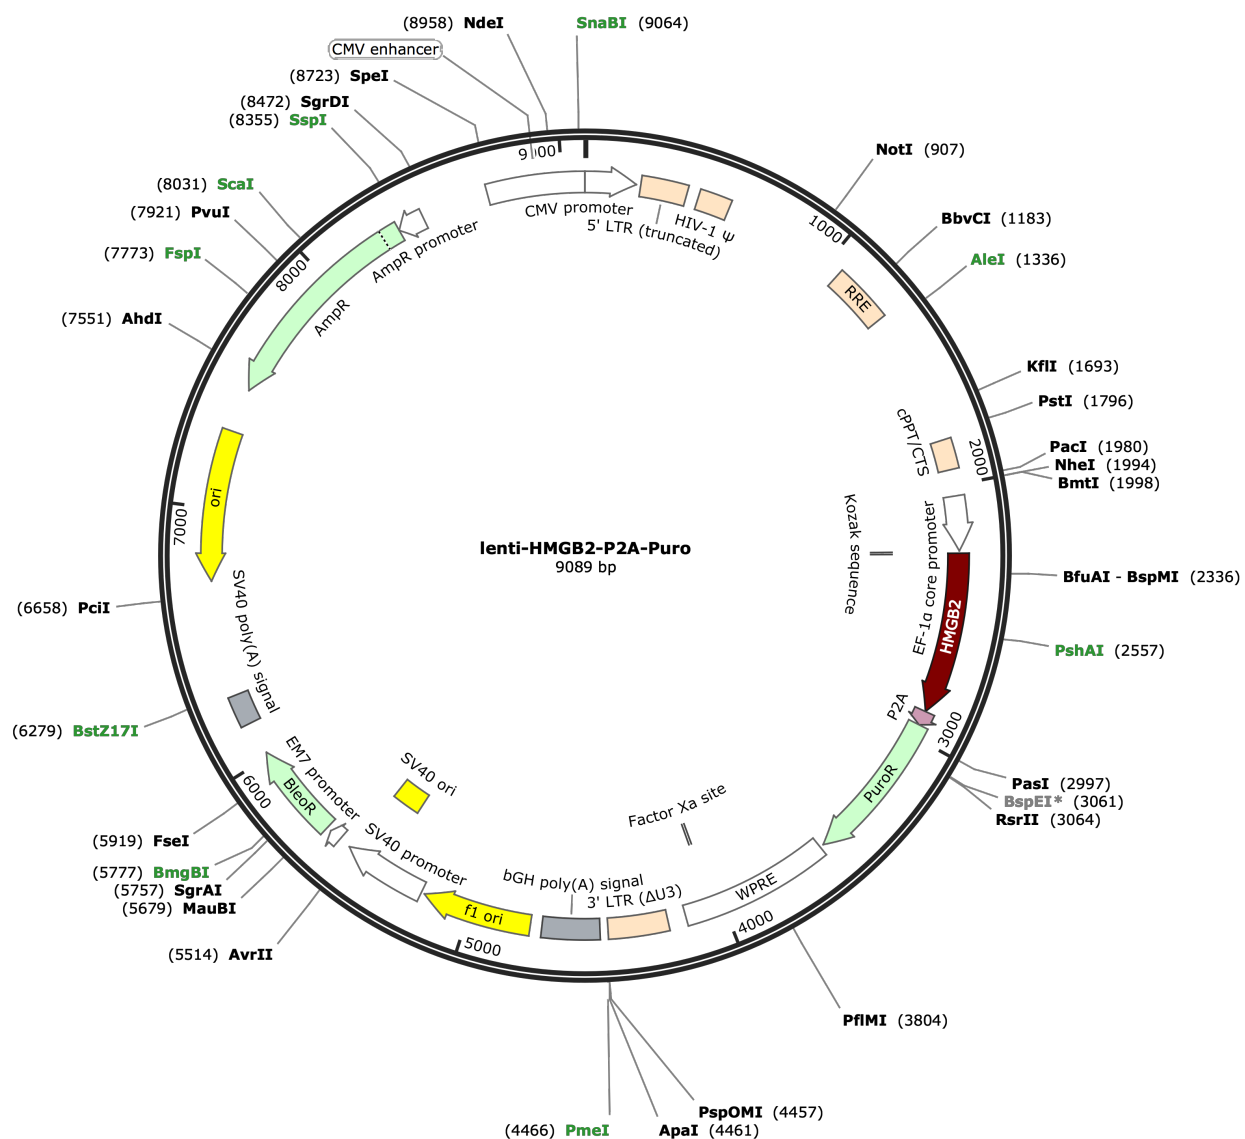 (8958) NdeI
SnaBI (9064)
CMV enhancer
(8723) SpeI
(8472) SgrDI
(8355) SspI
(8031) ScaI
(7921) PvuI
(7773) FspI
(7551) AhdI
(6658) PciI
(6279) BstZ17I
(5919) FseI
(5777) BmgBI
(5757) SgrAI
(5679) MauBI
(5514) AvrII
(4466) PmeI
ApaI (4461)
PspOMI (4457)
PflMI (3804)
RsrII (3064)
BspEI* (3061)
PasI (2997)
PshAI (2557)
BfuAI - BspMI (2336)
BmtI (1998)
NheI (1994)
PacI (1980)
PstI (1796)
KflI (1693)
AleI (1336)
BbvCI (1183)
NotI (907)
1000
2000
3000
4000
5000
6000
7000
8000
CMV promoter
5' LTR (truncated)
HIV-1 Ψ
RRE
cPPT/CTS
EF-1α core promoter
Kozak sequence
HMGB2
P2A
PuroR
WPRE
Factor Xa site
3' LTR (ΔU3)
bGH poly(A) signal
f1 ori
SV40 promoter
SV40 ori
EM7 promoter
BleoR
SV40 poly(A) signal
ori
AmpR
AmpR promoter
lenti-HMGB2-P2A-Puro
9089 bp